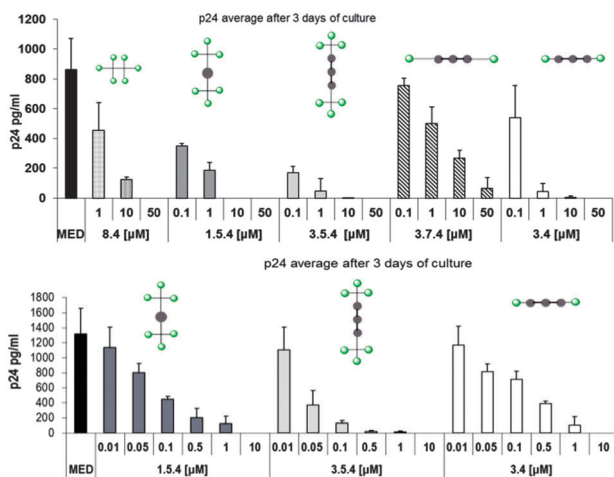 p24 average after 3 days of culture
p24 pg/ml
1200
1000
800
600
400
200
0
1 10 50 0.1 1 10 50 0.1 1 10 50 0.1 1 10 50 0.1 1 10 50
MED 8.4 [µM] 1.5.4 [µM] 3.5.4 [µM] 3.7.4 [µM] 3.4 [µM]
p24 average after 3 days of culture
p24 pg/ml
1800
1600
1400
1200
1000
800
600
400
200
0
0.01 0.05 0.1 0.5 1 10 0.01 0.05 0.1 0.5 1 10 0.01 0.05 0.1 0.5 1 10
MED 1.5.4 [µM] 3.5.4 [µM] 3.4 [µM]